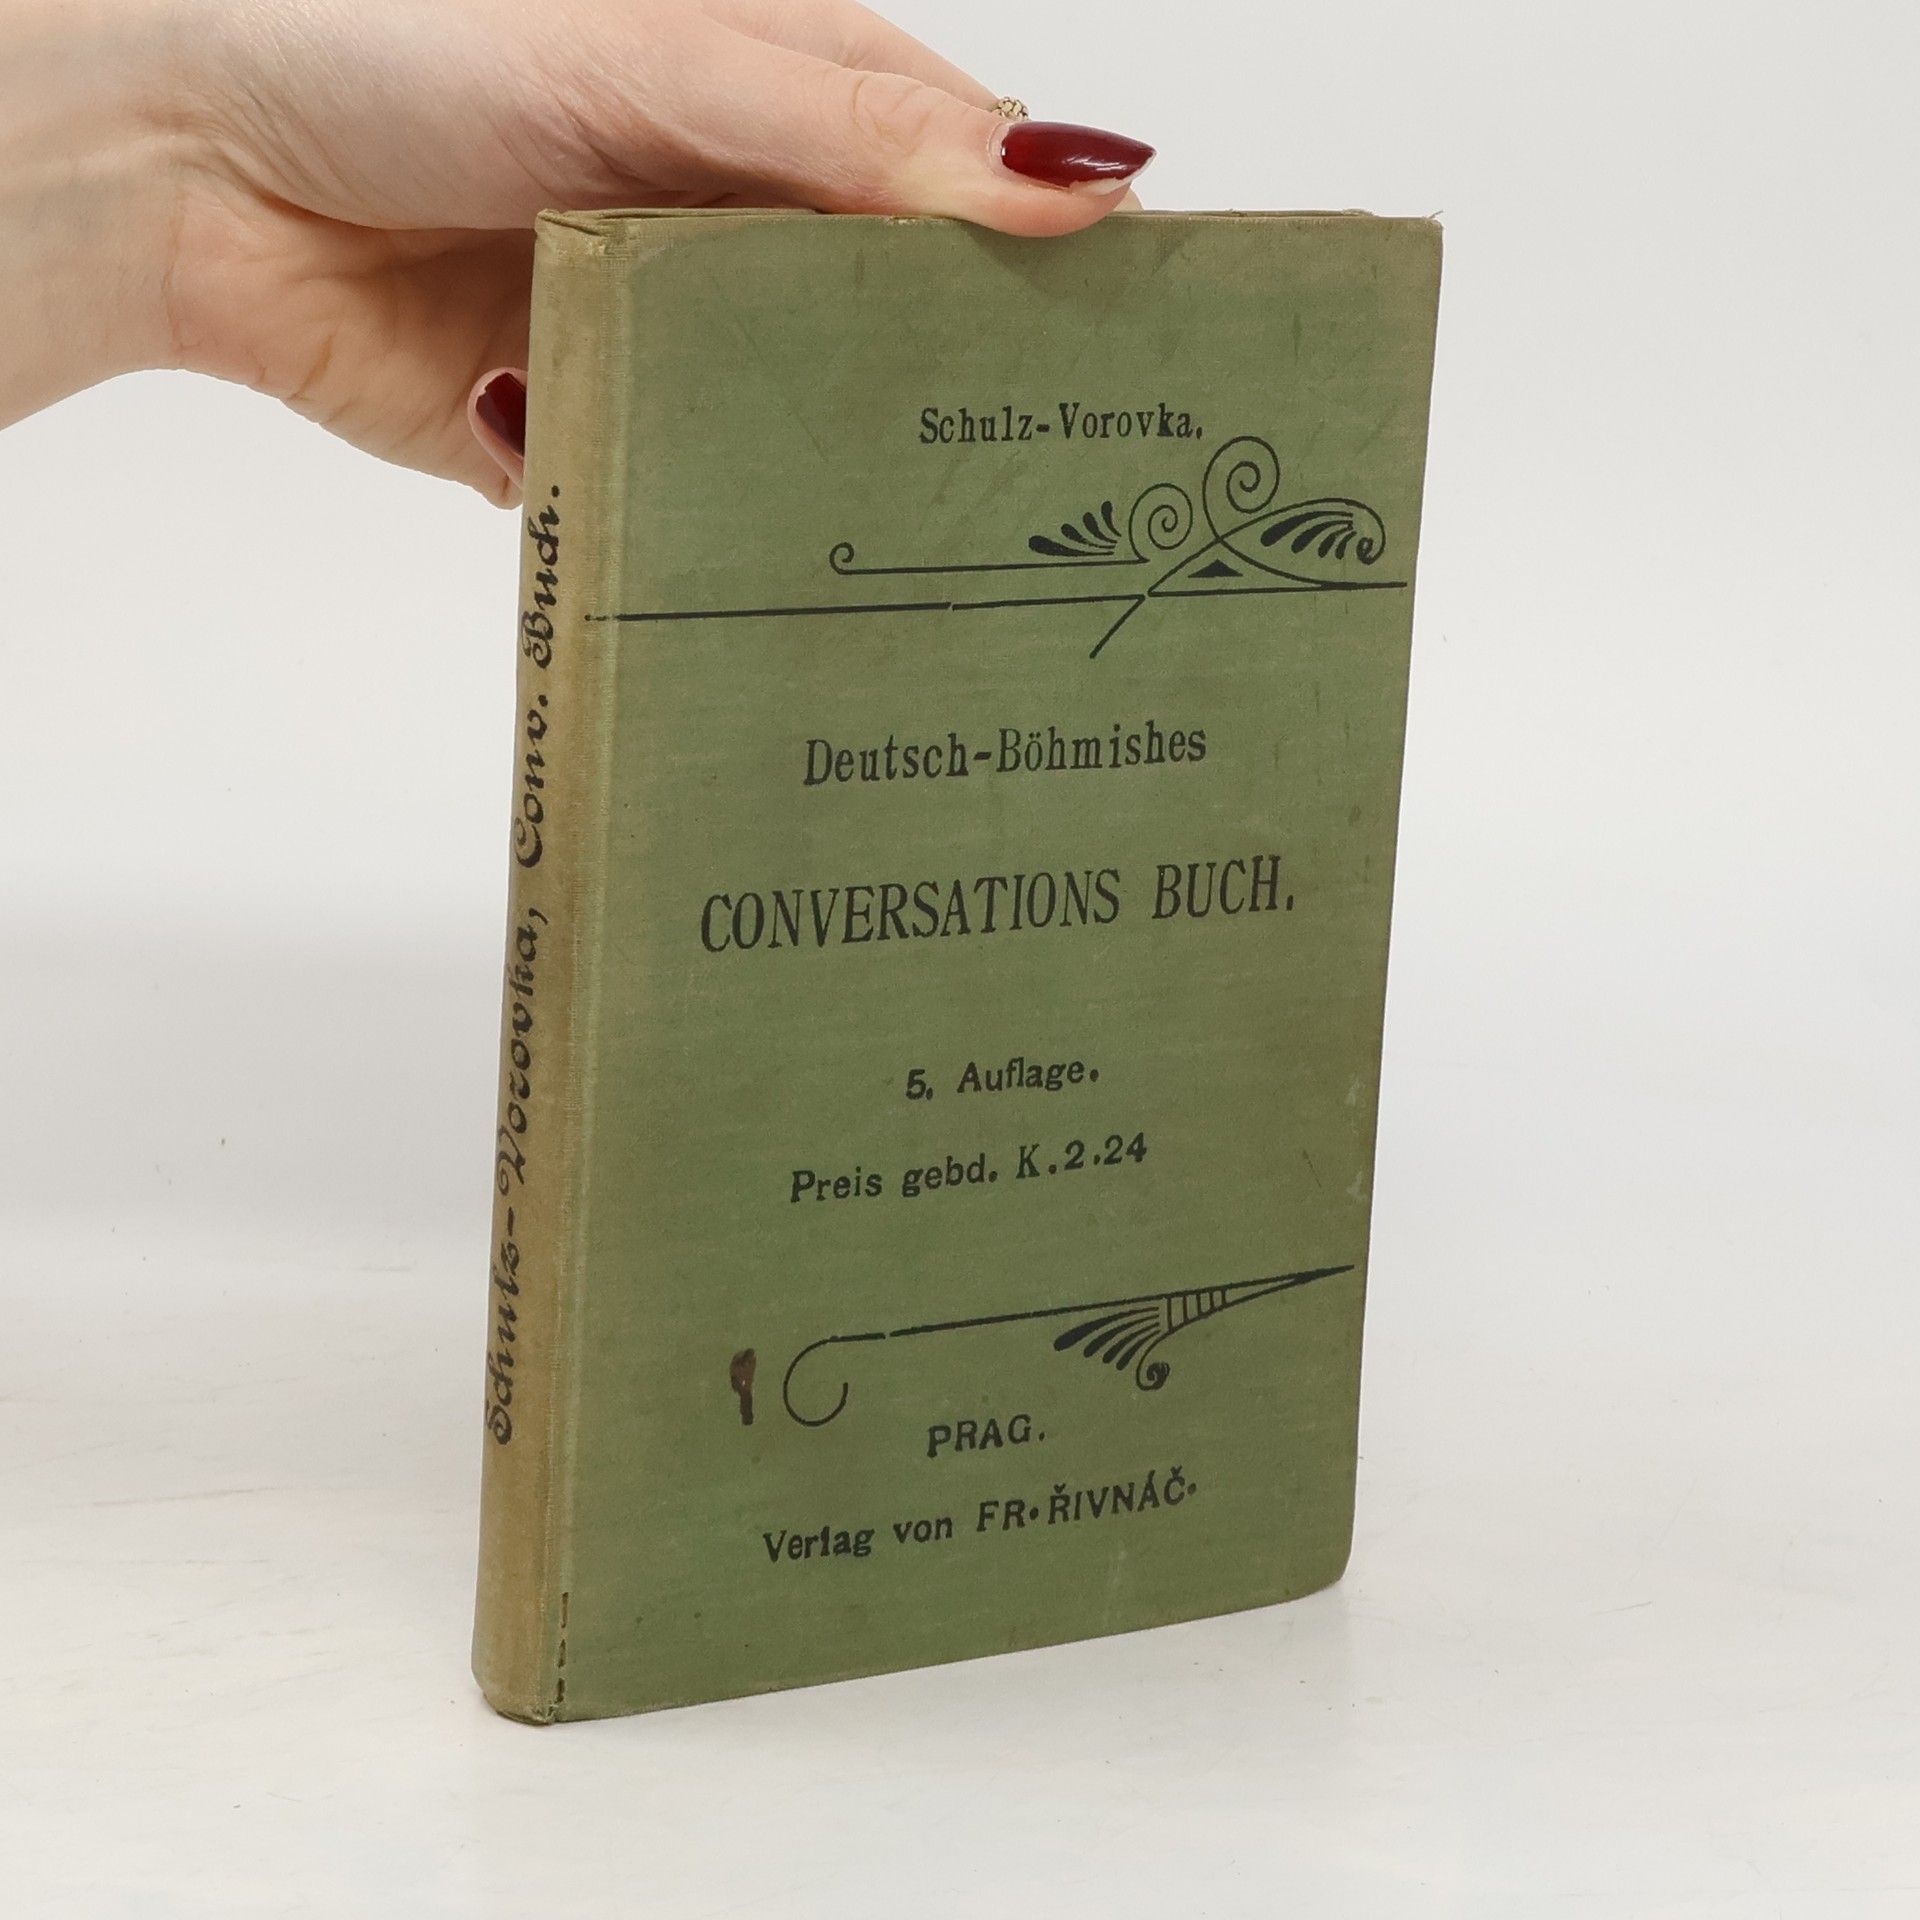 Schulz-Vorovka, Conv. Buch.
Schulz-Vorovka.
Deutsch-Böhmishes
CONVERSATIONS BUCH.
5. Auflage.
Preis gebd. K.2.24
PRAG.
Verlag von FR. ŘIVNÁČ.